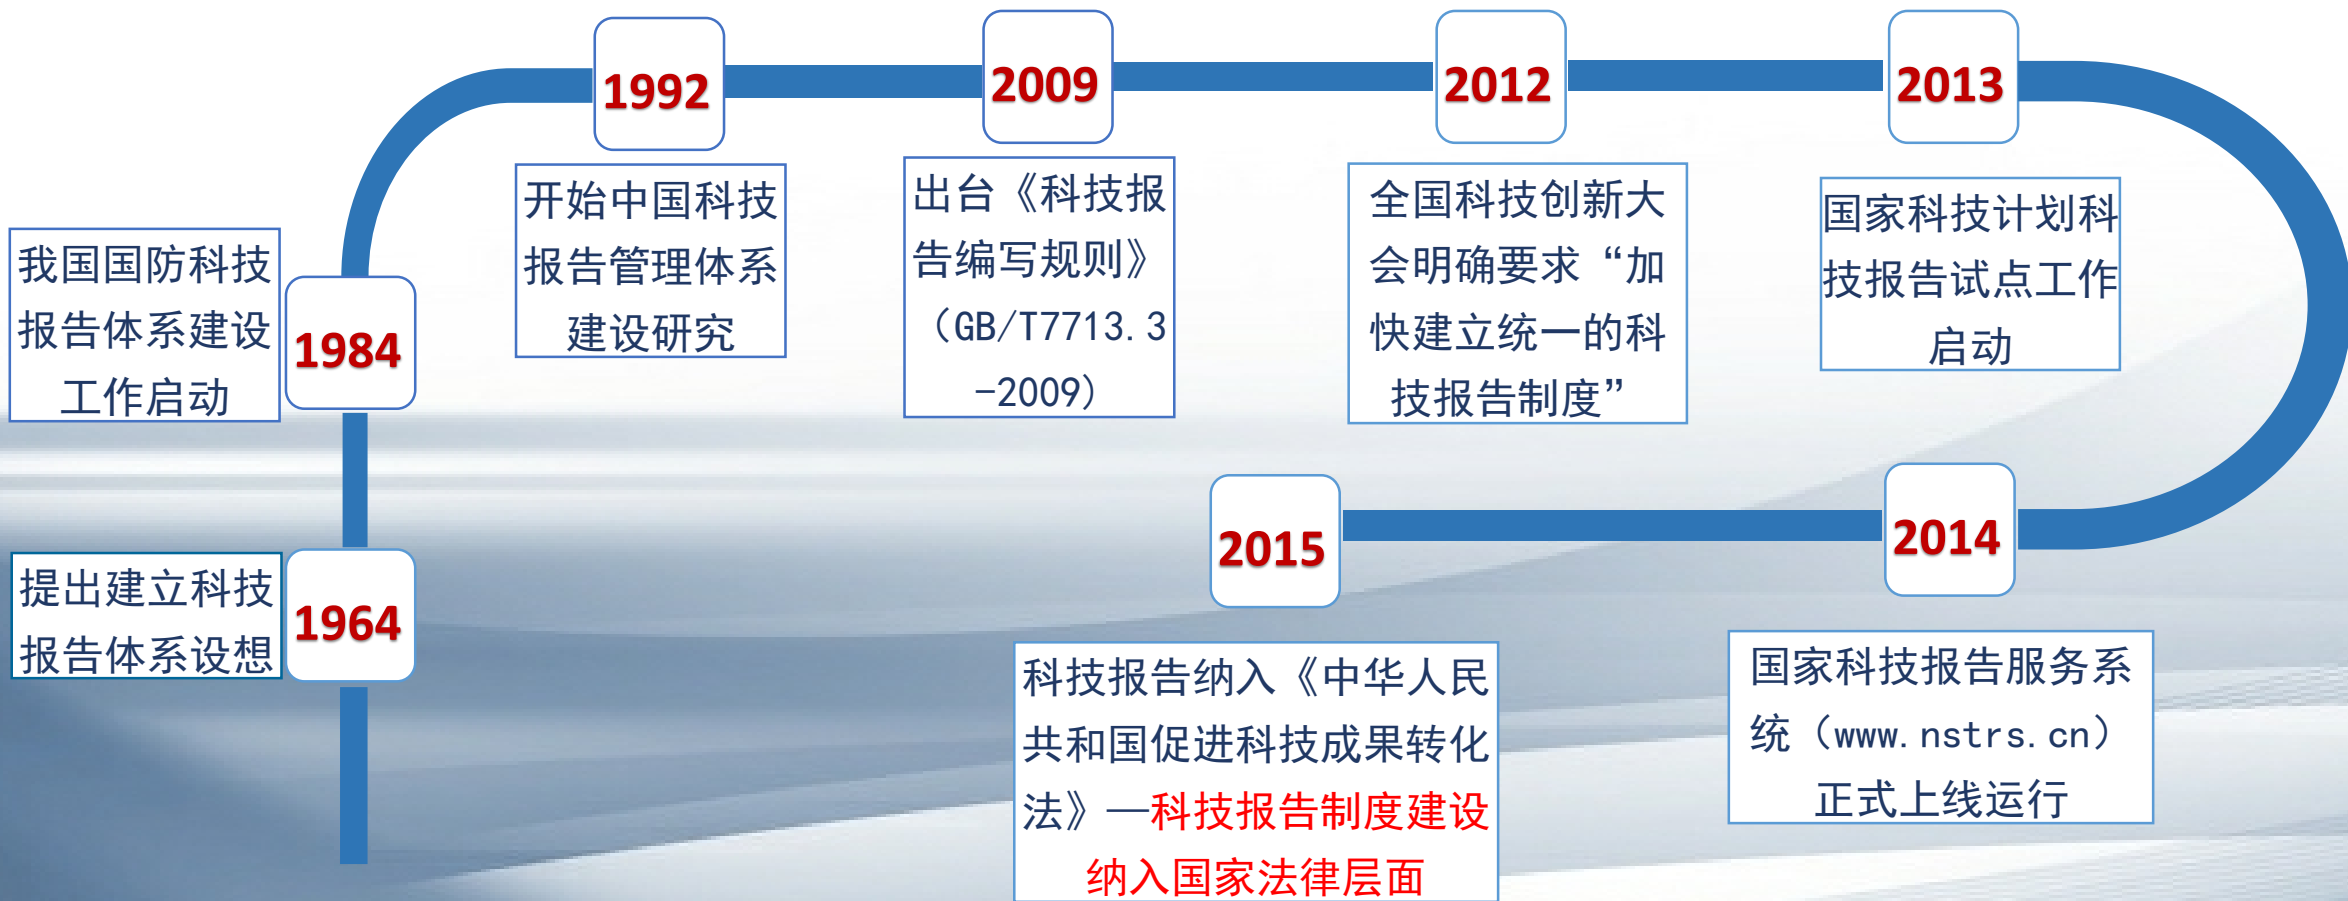 1964
提出建立科技
报告体系设想
1984
我国国防科技
报告体系建设
工作启动
1992
开始中国科技
报告管理体系
建设研究
2009
出台《科技报
告编写规则》
（GB/T7713.3
-2009）
2012
全国科技创新大
会明确要求“加
快建立统一的科
技报告制度”
2013
国家科技计划科
技报告试点工作
启动
2014
国家科技报告服务系
统（www.nstrs.cn）
正式上线运行
2015
科技报告纳入《中华人民
共和国促进科技成果转化
法》—科技报告制度建设
纳入国家法律层面